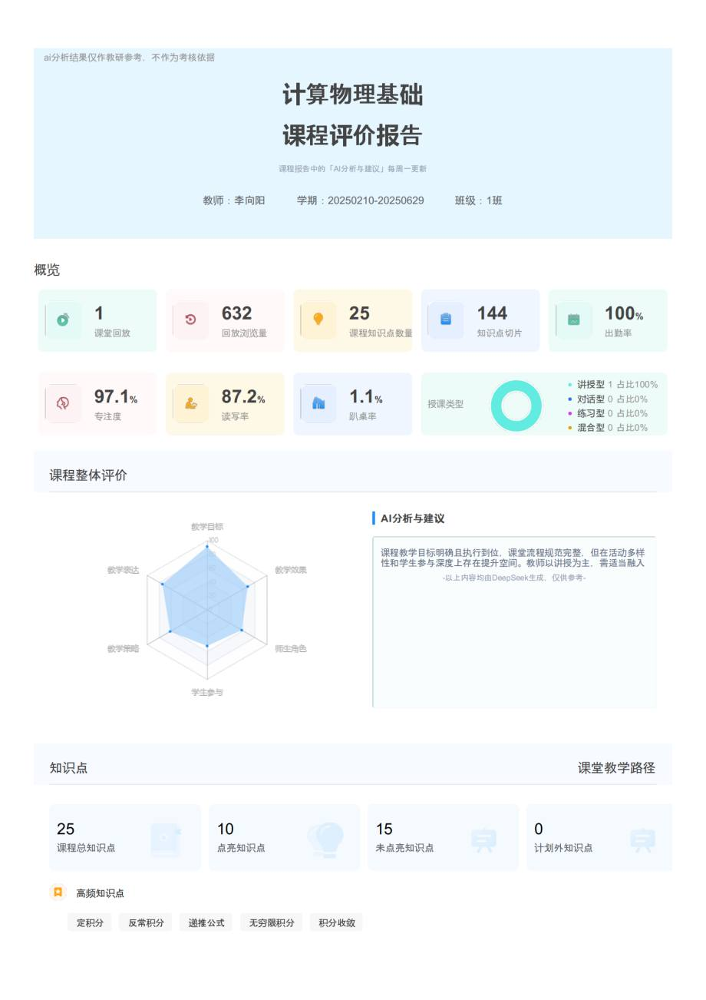 ai分析结果仅作教研参考，不作为考核依据
计算物理基础
课程评价报告
课程报告中的「AI分析与建议」每周一更新
教师：李向阳 学期：20250210-20250629 班级：1班
概览
1
课堂回放
632
回放浏览量
25
课程知识点数量
144
知识点切片
100%
出勤率
97.1%
专注度
87.2%
读写率
1.1%
趴桌率
授课类型
讲授型 1 占比100%
对话型 0 占比0%
练习型 0 占比0%
混合型 0 占比0%
课程整体评价
教学目标
100
教学表达
教学效果
教学策略
师生角色
学生参与
AI分析与建议
课程教学目标明确且执行到位，课堂流程规范完整，但在活动多样
性和学生参与深度上存在提升空间。教师以讲授为主，需适当融入
-以上内容均由DeepSeek生成，仅供参考-
知识点 课堂教学路径
25
课程总知识点
10
点亮知识点
15
未点亮知识点
0
计划外知识点
高频知识点
定积分 反常积分 递推公式 无穷限积分 积分收敛